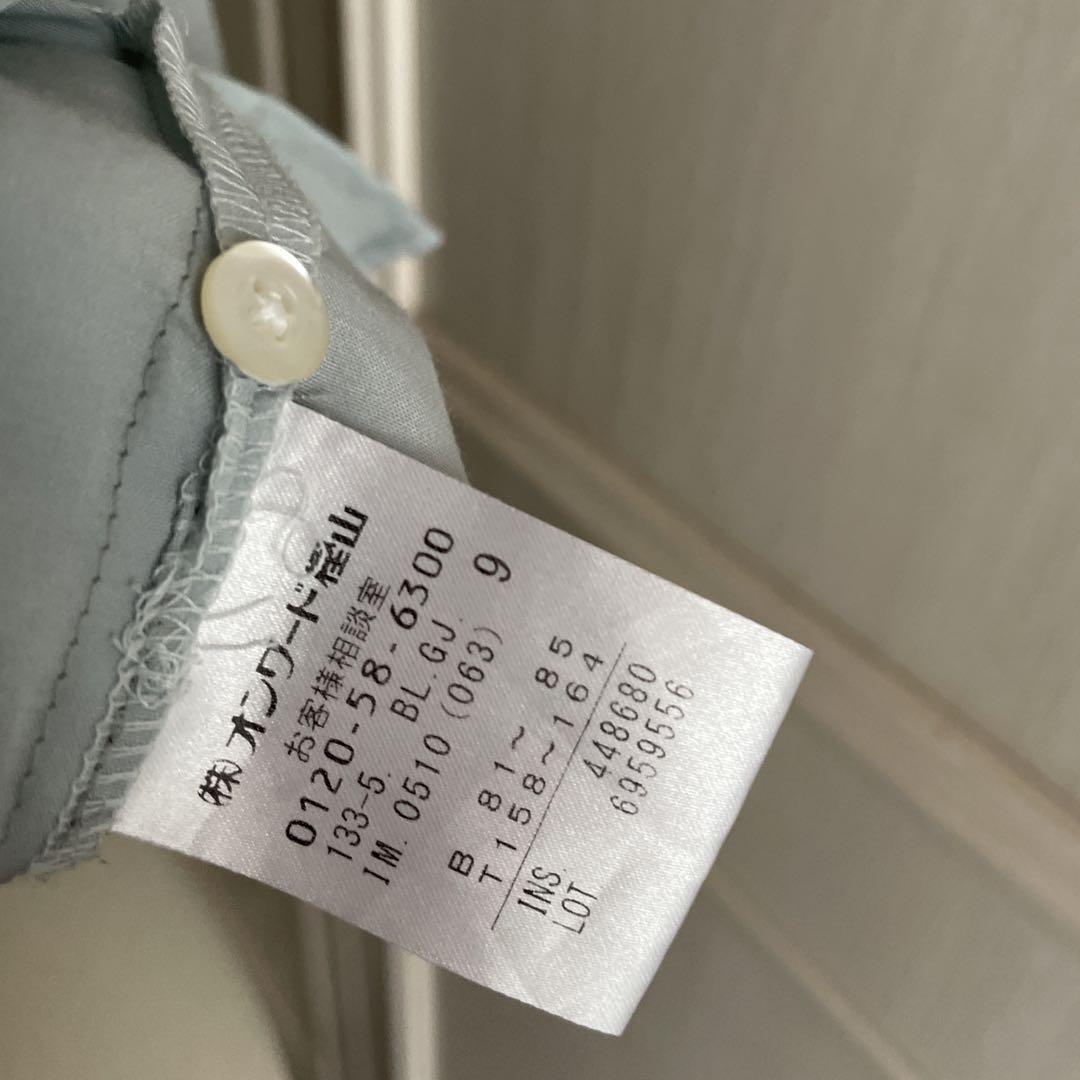 ㈱オンワード樫山
お客様相談室
0120-58-6300
133-5. BL.GJ. 9
IM. 0510 (063)
B 81~ 85
T158~164
INS 448680
LOT 6959556